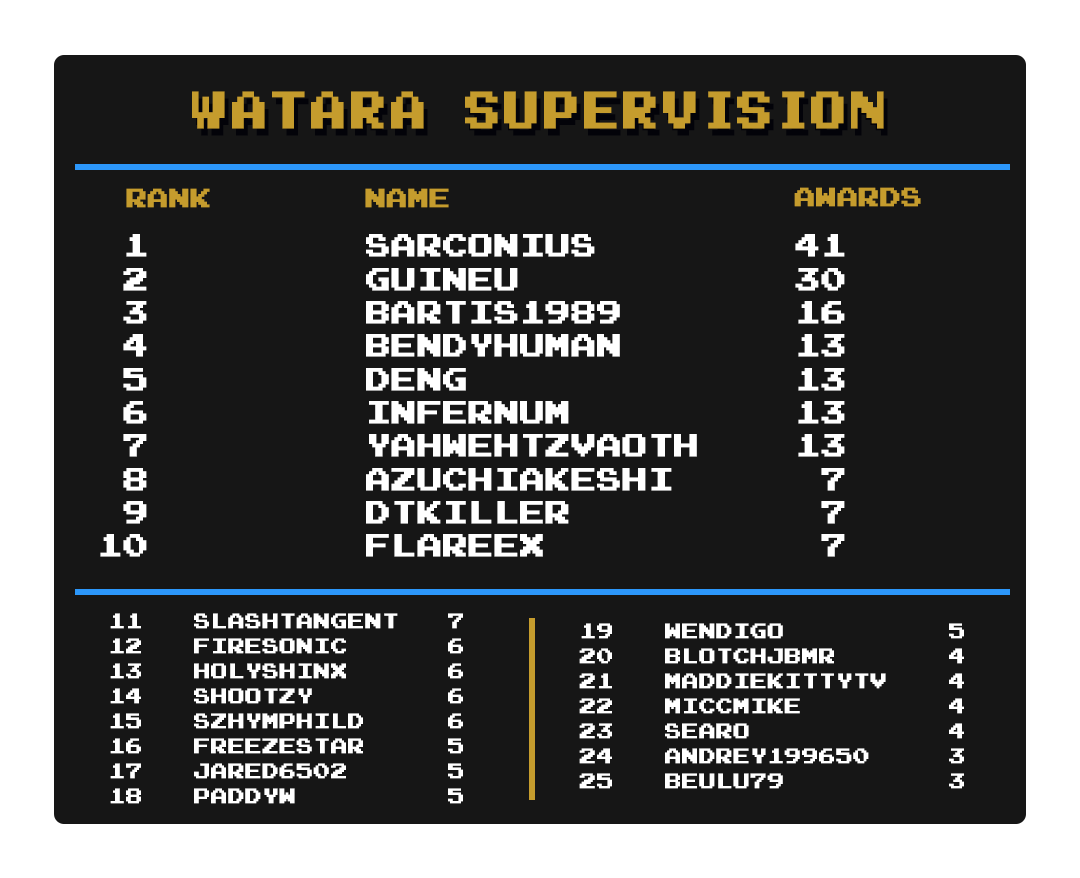 WATARA SUPERVISION
RANK NAME AWARDS
1 SARCONIUS 41
2 GUINEU 30
3 BARTIS1989 16
4 BENDYHUMAN 13
5 DENG 13
6 INFERNUM 13
7 YAHWEHTZVAOTH 13
8 AZUCHIAKESHI 7
9 DTKILLER 7
10 FLAREEX 7
11 SLASHTANGENT 7
12 FIRESONIC 6
13 HOLYSHINX 6
14 SHOOTZY 6
15 SZHYMPHILD 6
16 FREEZESTAR 5
17 JARED6502 5
18 PADDYW 5
19 WENDIGO 5
20 BLOTCHJBMR 4
21 MADDIEKITTYTV 4
22 MICCMIKE 4
23 SEARO 4
24 ANDREY199650 3
25 BEULU79 3